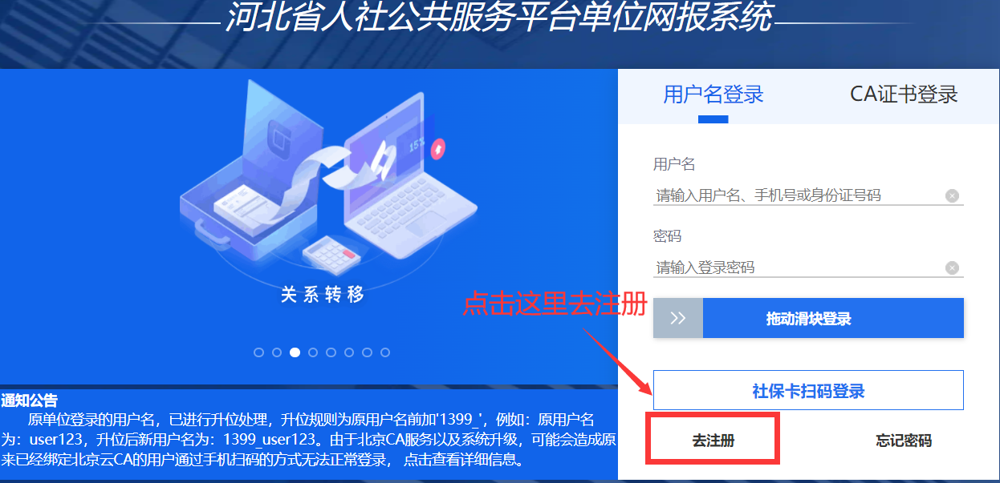 河北省人社公共服务平台单位网报系统
用户名登录
CA证书登录
用户名
请输入用户名、手机号或身份证号码
密码
请输入登录密码
15%
关系转移
点击这里去注册
拖动滑块登录
社保卡扫码登录
去注册
忘记密码
通知公告
原单位登录的用户名，已进行升位处理，升位规则为原用户名前加'1399_'，例如：原用户名
为：user123，升位后新用户名为：1399_user123。由于北京CA服务以及系统升级，可能会造成原
来已经绑定北京云CA的用户通过手机扫码的方式无法正常登录， 点击查看详细信息。